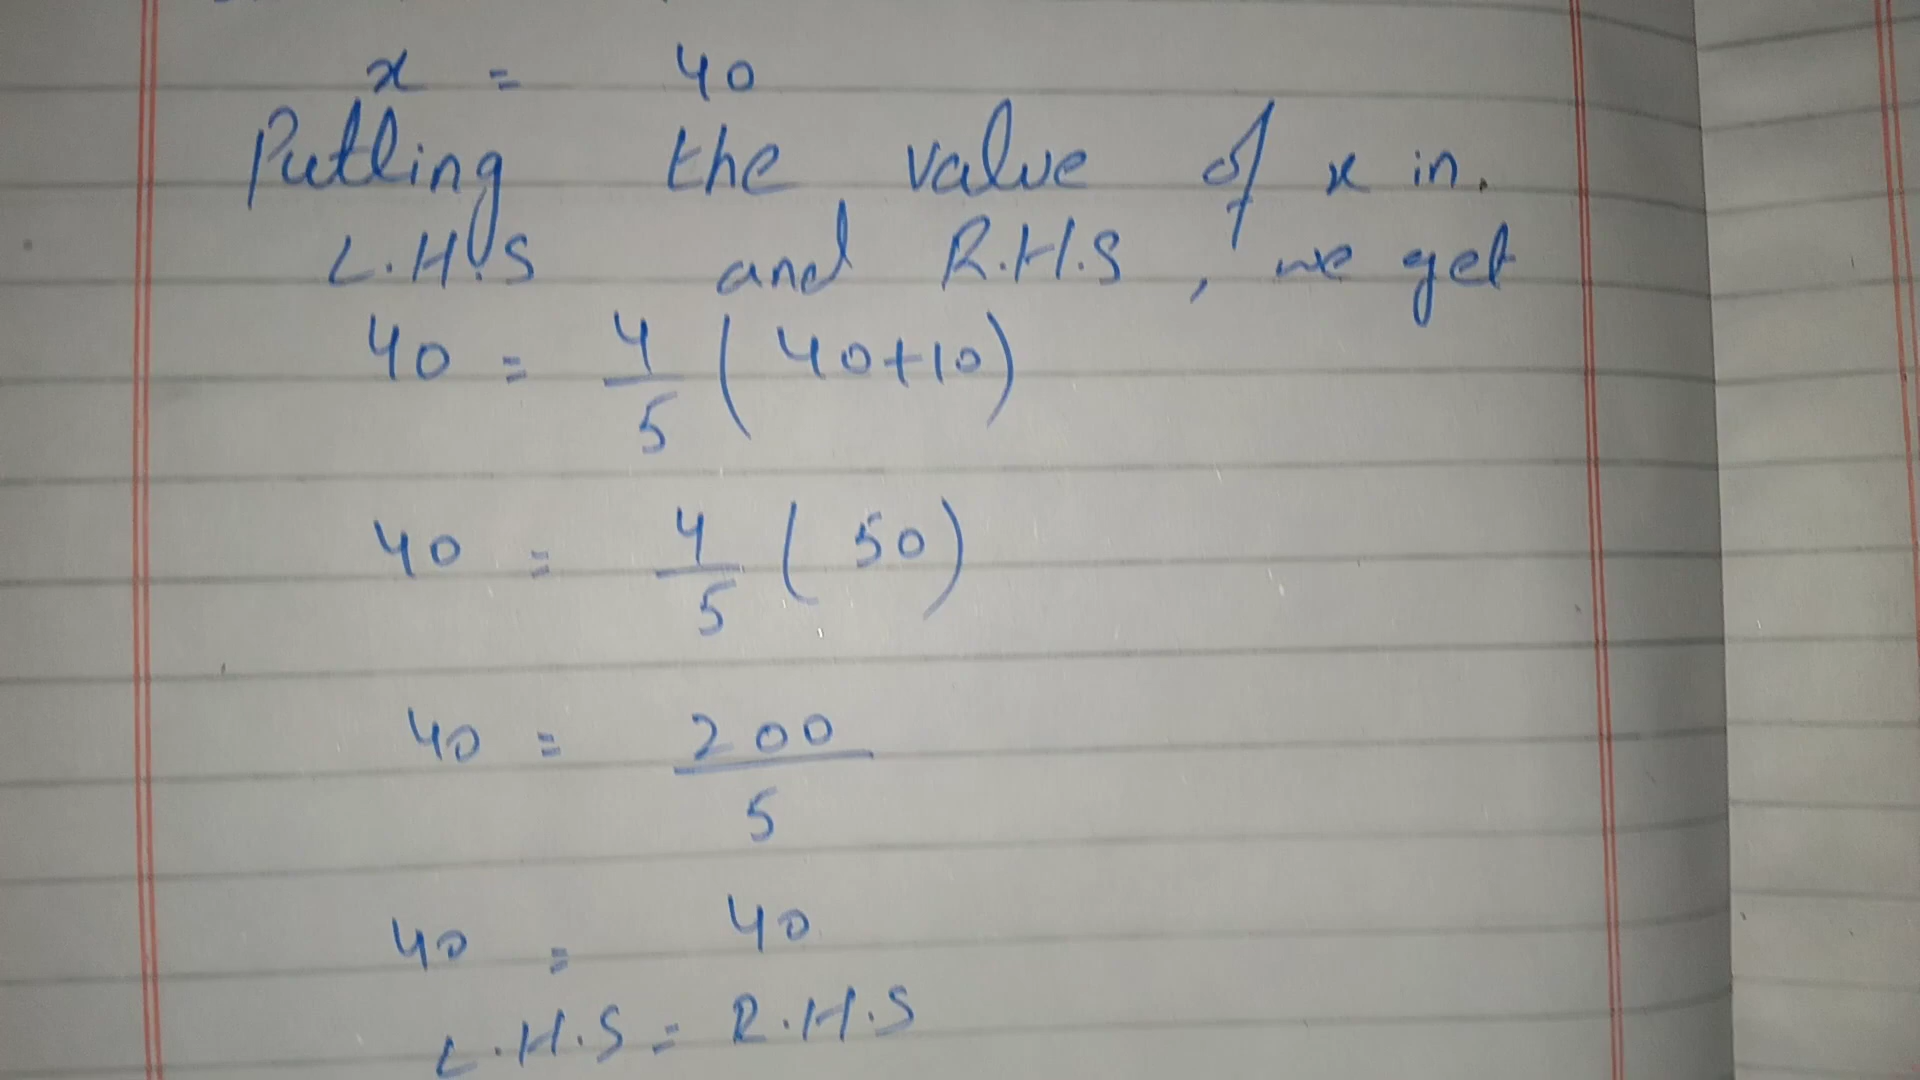 x = 40
Putting the value of x in.
L.H.S and R.H.S, we get
40 = 4/5 (40+10)
40 = 4/5 (50)
40 = 200/5
40 = 40
L.H.S = R.H.S